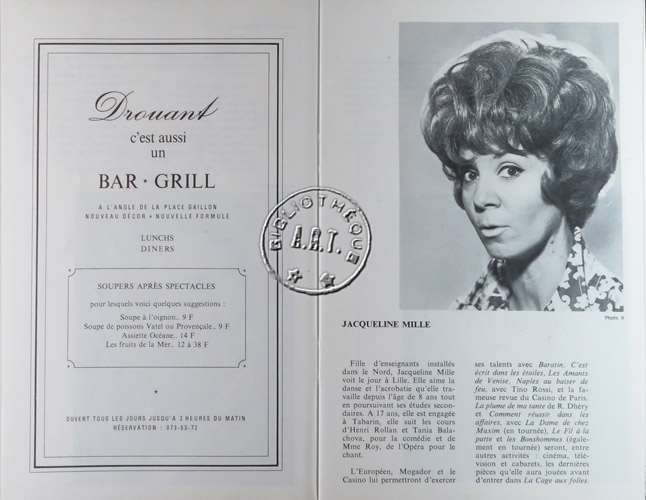 Drouant
c'est aussi
un
BAR ★ GRILL
A L'ANGLE DE LA PLACE GAILLON
NOUVEAU DÉCOR • NOUVELLE FORMULE
LUNCHS
DINERS
SOUPERS APRÈS SPECTACLES
pour lesquels voici quelques suggestions :
Soupe à l'oignon.. 9 F
Soupe de poissons Vatel ou Provençale.. 9 F
Assiette Océane.. 14 F
Les fruits de la Mer.. 12 à 38 F
★
OUVERT TOUS LES JOURS JUSQU'A 2 HEURES DU MATIN
RÉSERVATION : 073-53-72
BIBLIOTHÈQUE
A.R.T.
Photo X
JACQUELINE MILLE
Fille d'enseignants installés
dans le Nord, Jacqueline Mille
voit le jour à Lille. Elle aime la
danse et l'acrobatie qu'elle tra-
vaille depuis l'âge de 8 ans tout
en poursuivant ses études secon-
daires. A 17 ans, elle est engagée
à Tabarin, elle suit les cours
d'Henri Rollan et Tania Bala-
chova, pour la comédie et de
Mme Roy, de l'Opéra pour le
chant.
L'Européen, Mogador et le
Casino lui permettront d'exercer
ses talents avec Baratin, C'est
écrit dans les étoiles, Les Amants
de Venise, Naples au baiser de
feu, avec Tino Rossi, et la fa-
meuse revue du Casino de Paris.
La plume de ma tante de R. Dhéry
et Comment réussir dans les
affaires, avec La Dame de chez
Maxim (en tournée), Le Fil à la
patte et les Bonshommes (égale-
ment en tournée) seront, entre
autres activités : cinéma, télé-
vision et cabarets, les dernières
pièces qu'elle aura jouées avant
d'entrer dans La Cage aux folles.